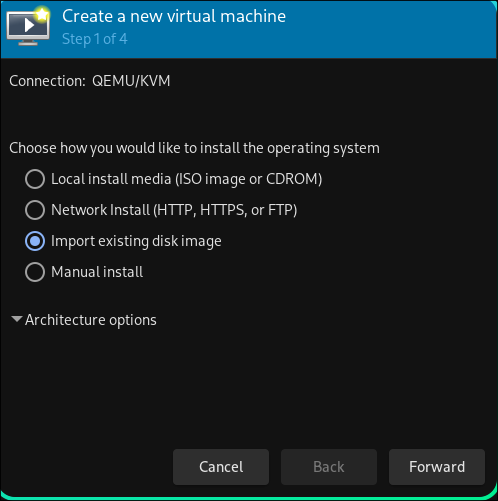 Create a new virtual machine
Step 1 of 4
Connection: QEMU/KVM
Choose how you would like to install the operating system
Local install media (ISO image or CDROM)
Network Install (HTTP, HTTPS, or FTP)
Import existing disk image
Manual install
Architecture options
Cancel
Back
Forward